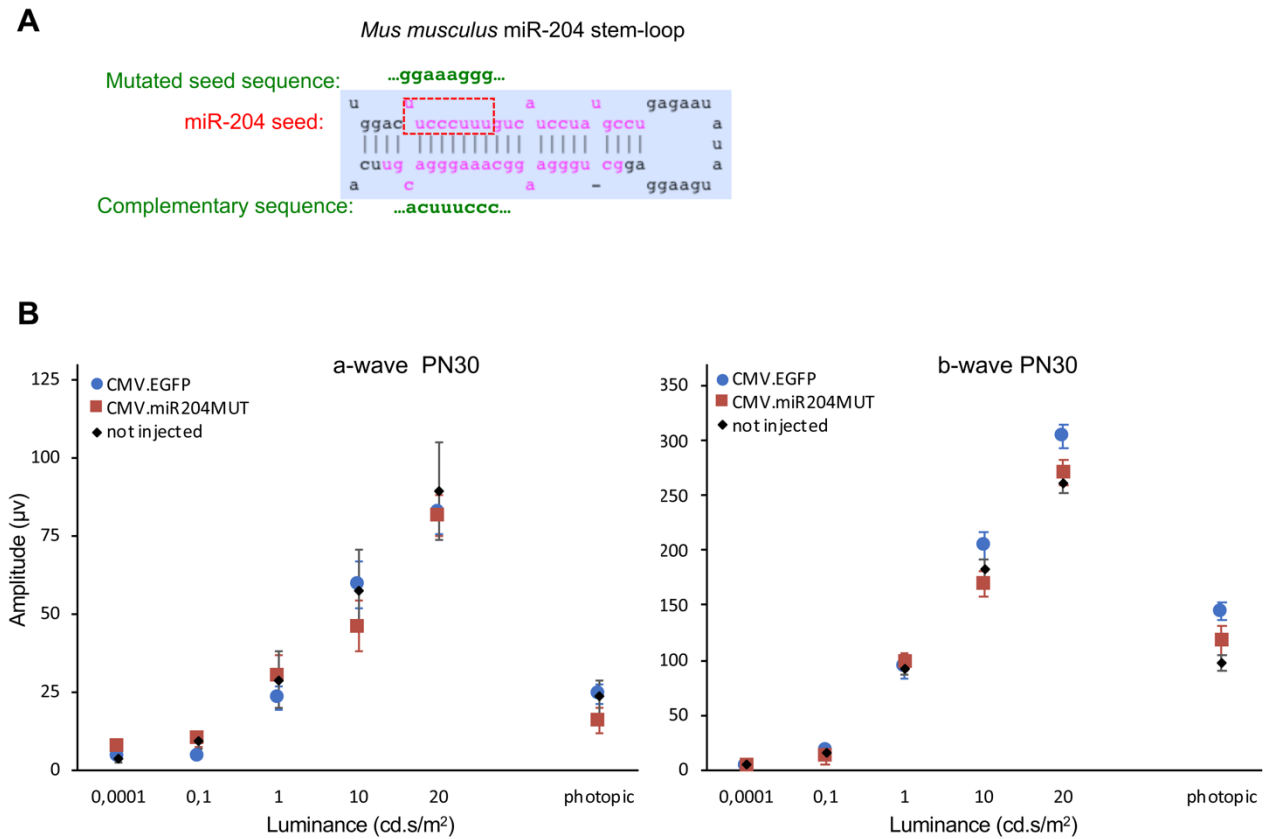 A
Mus musculus miR-204 stem-loop
Mutated seed sequence: ...ggaaaggg...
u u a u gagaau
miR-204 seed: ggac ucccuuuguc uccua gccu a
|||| |||||||||| ||||| |||| u
cuug agggaaacgg agggu cgga a
a c a – ggaagu
Complementary sequence: ...acuuuccc...
B
a-wave PN30
CMV.EGFP
CMV.miR204MUT
not injected
Amplitude (μv)
125
100
75
50
25
0
0,0001 0,1 1 10 20 photopic
Luminance (cd.s/m²)
b-wave PN30
CMV.EGFP
CMV.miR204MUT
not injected
350
300
250
200
150
100
50
0
0,0001 0,1 1 10 20 photopic
Luminance (cd.s/m²)